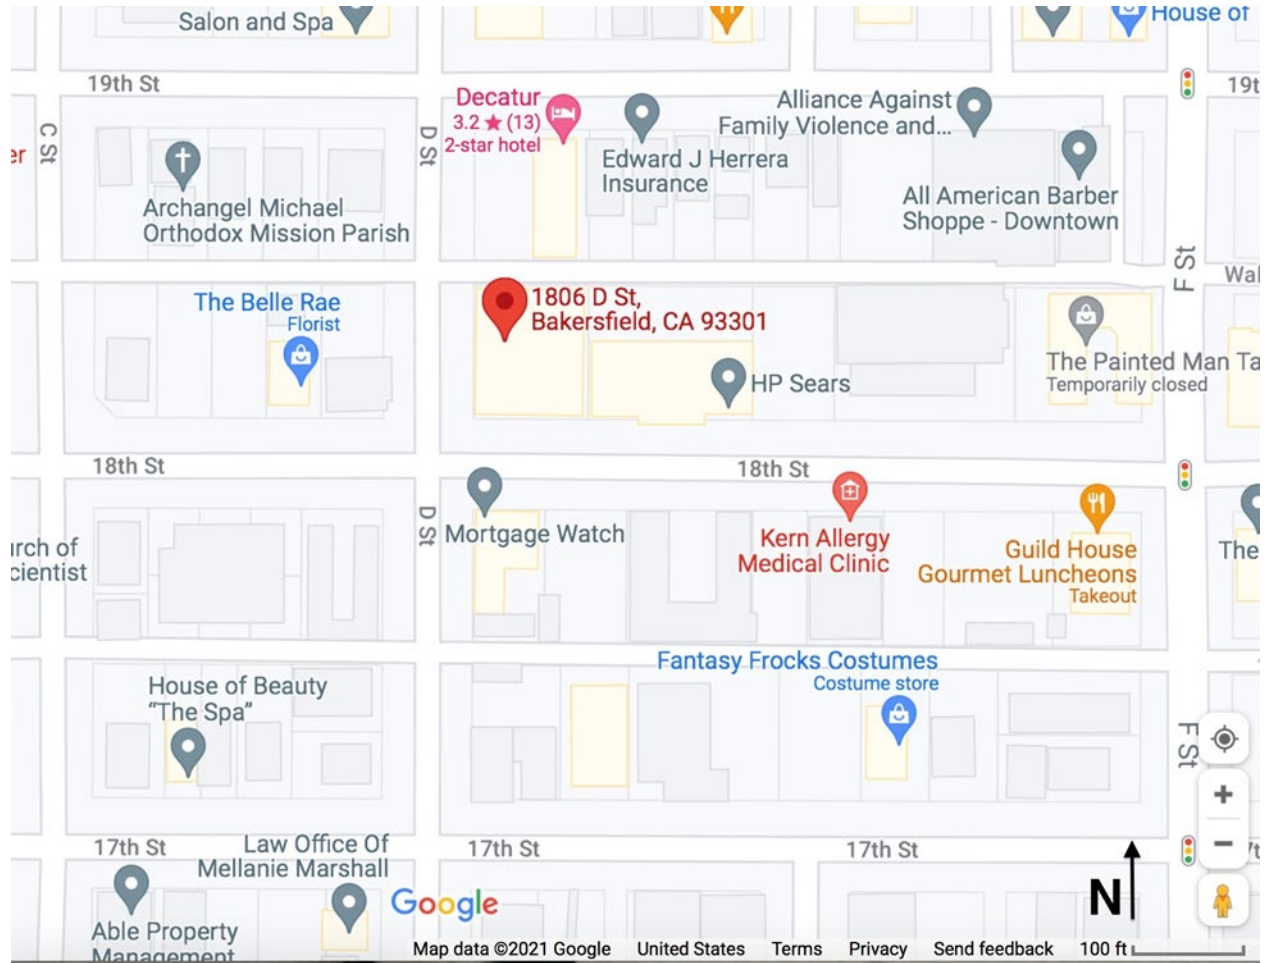 Salon and Spa
House of
19th St
19t
C St
D St
er
Decatur
3.2 ★ (13)
2-star hotel
Edward J Herrera
Insurance
Alliance Against
Family Violence and...
All American Barber
Shoppe - Downtown
Archangel Michael
Orthodox Mission Parish
F St
Wal
The Belle Rae
Florist
1806 D St,
Bakersfield, CA 93301
HP Sears
The Painted Man Ta
Temporarily closed
18th St
18th St
D St
Mortgage Watch
Kern Allergy
Medical Clinic
Guild House
Gourmet Luncheons
Takeout
The
urch of
cientist
Fantasy Frocks Costumes
Costume store
House of Beauty
“The Spa”
F St
17th St
17th St
17th St
7t
Law Office Of
Mellanie Marshall
Able Property
Management
N
Google
Map data ©2021 Google United States Terms Privacy Send feedback 100 ft